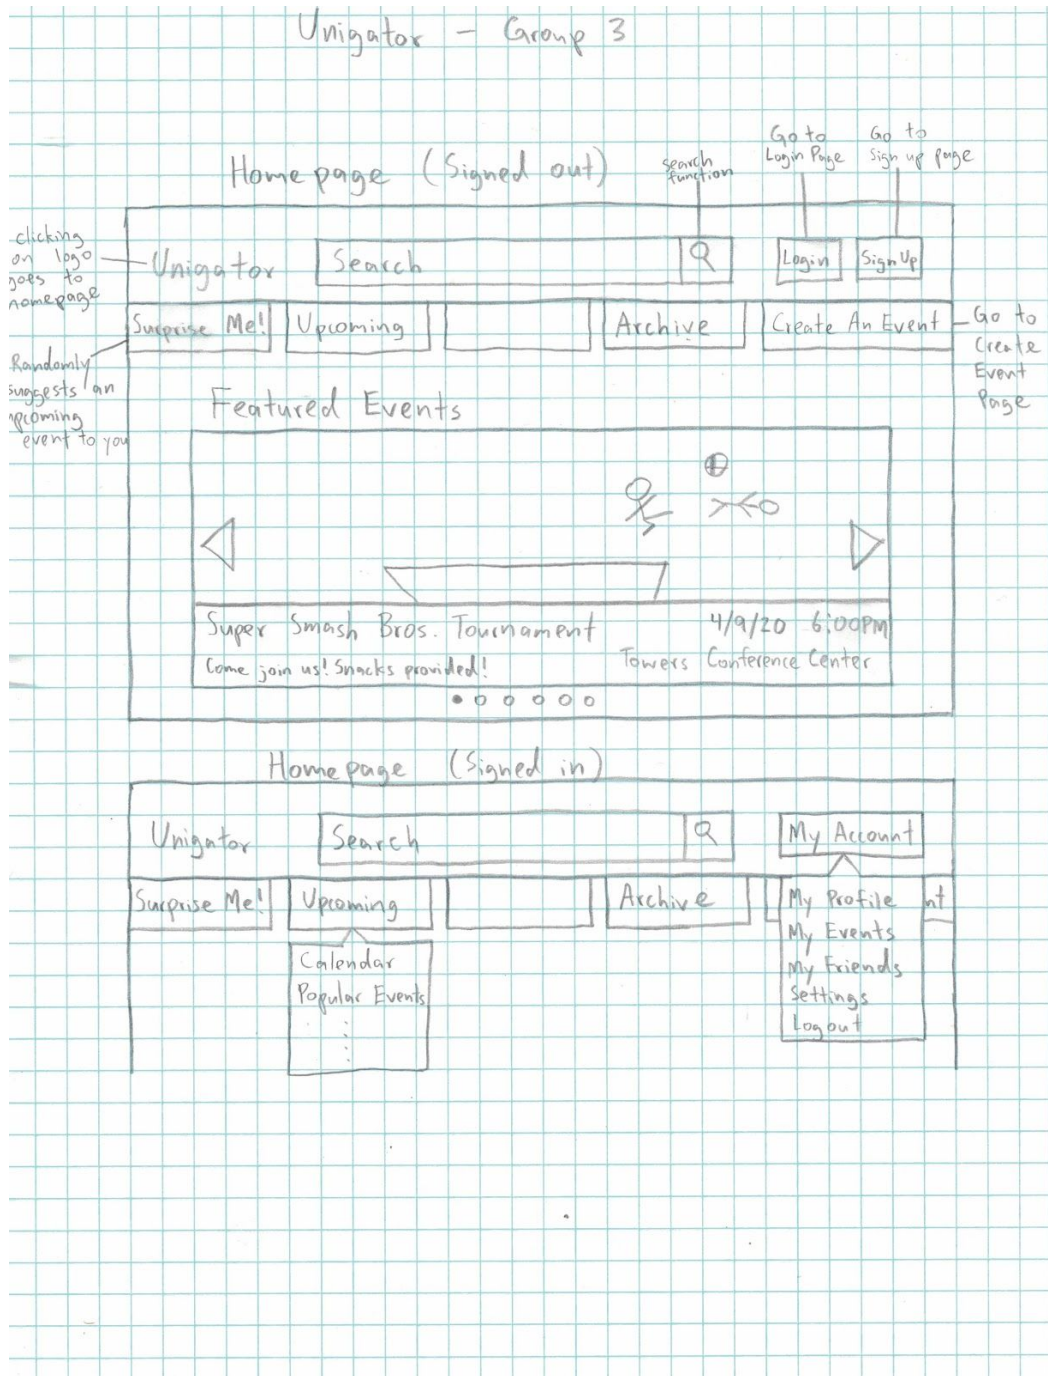 Unigator - Group 3
Homepage (Signed out)
search
function
Go to
Login Page
Go to
Sign up page
clicking
on logo
goes to
homepage
Unigator
Search
Login
Sign Up
Surprise Me!
Upcoming
Archive
Create An Event
Go to
Create
Event
Page
Randomly
suggests an
upcoming
event to you
Featured Events
Super Smash Bros. Tournament
4/9/20 6:00PM
Come join us! Snacks provided!
Towers Conference Center
Homepage (Signed in)
Unigator
Search
My Account
Surprise Me!
Upcoming
Archive
nt
My Profile
My Events
My Friends
Settings
Logout
Calendar
Popular Events